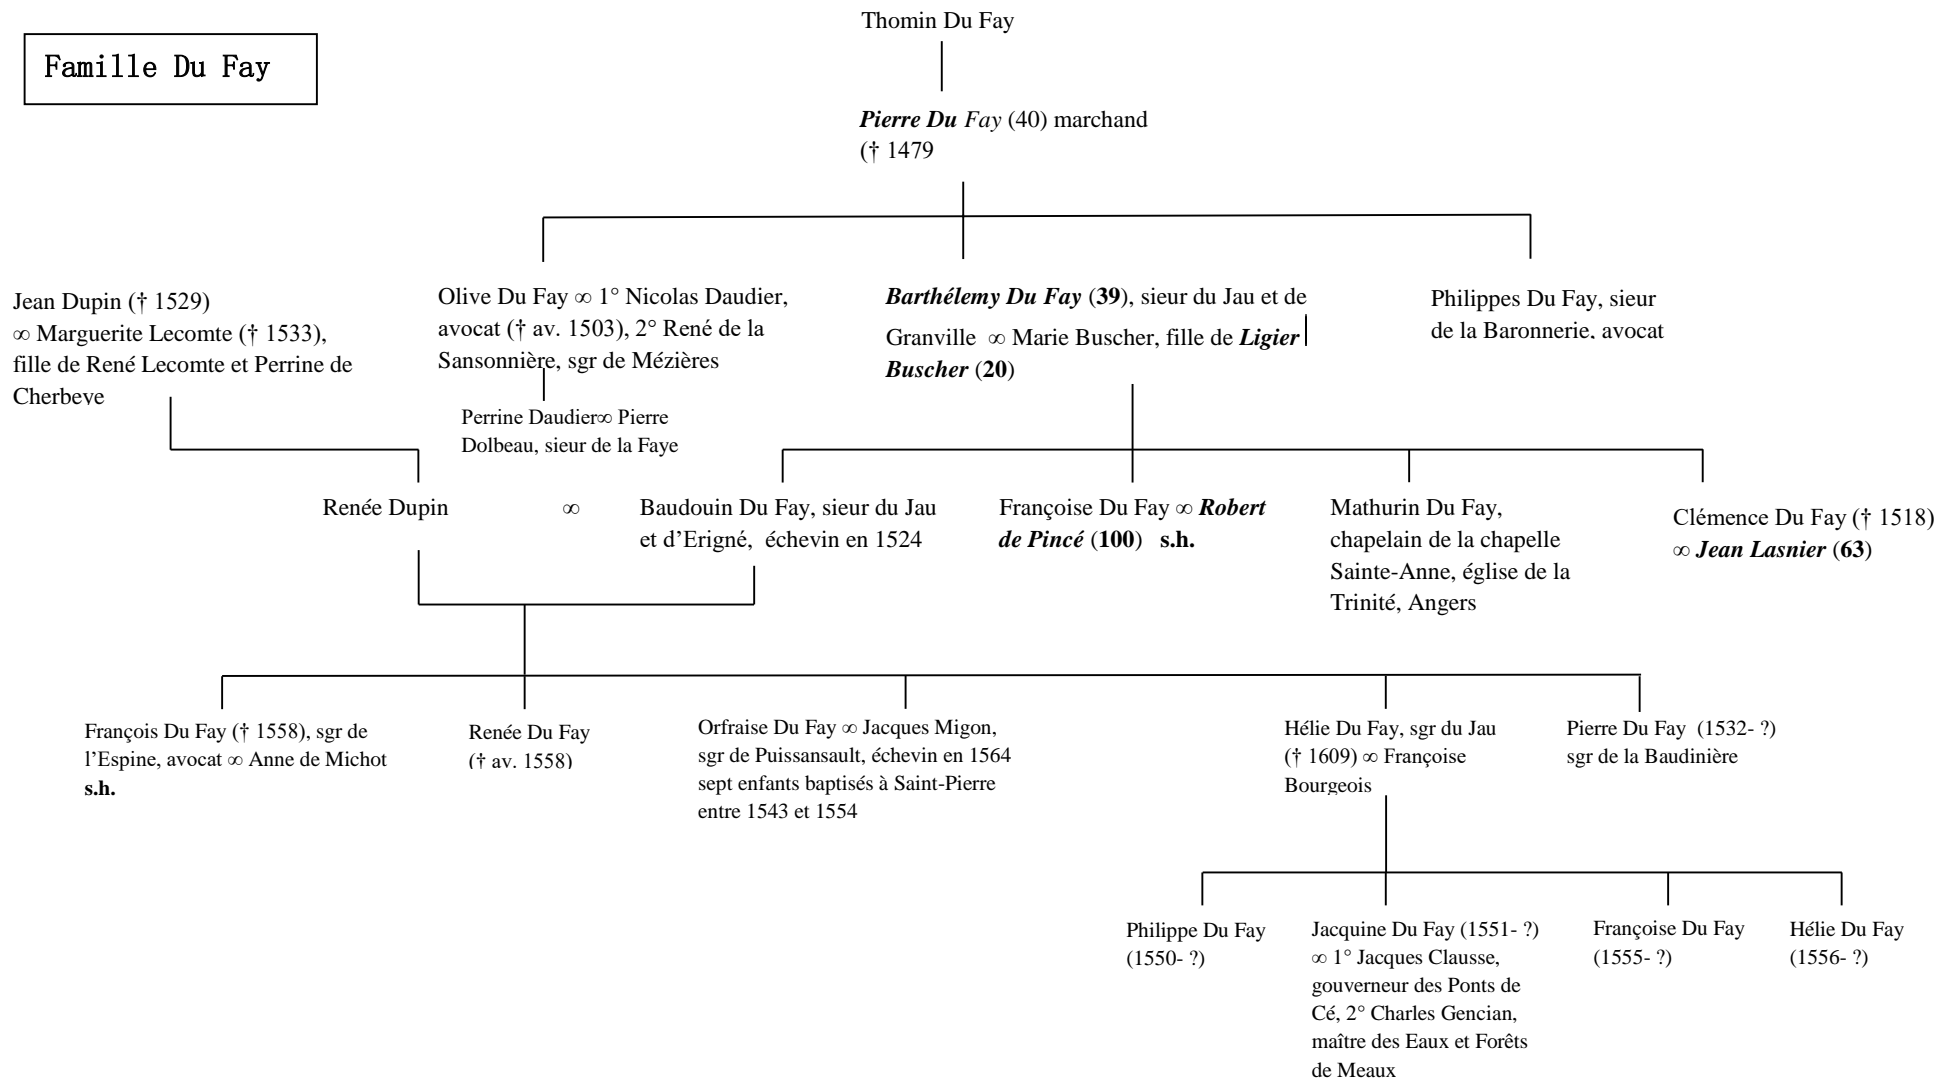 Thomin Du Fay
Famille Du Fay
Pierre Du Fay (40) marchand
(† 1479
Jean Dupin († 1529)
∞ Marguerite Lecomte († 1533),
fille de René Lecomte et Perrine de
Cherbeye
Olive Du Fay ∞ 1° Nicolas Daudier,
avocat († av. 1503), 2° René de la
Sansonnière, sgr de Mézières
Perrine Daudier∞ Pierre
Dolbeau, sieur de la Faye
Barthélemy Du Fay (39), sieur du Jau et de
Granville ∞ Marie Buscher, fille de Ligier
Buscher (20)
Philippes Du Fay, sieur
de la Baronnerie, avocat
Renée Dupin ∞
Baudouin Du Fay, sieur du Jau
et d’Erigné, échevin en 1524
Françoise Du Fay ∞ Robert
de Pincé (100) s.h.
Mathurin Du Fay,
chapelain de la chapelle
Sainte-Anne, église de la
Trinité, Angers
Clémence Du Fay († 1518)
∞ Jean Lasnier (63)
François Du Fay († 1558), sgr de
l’Espine, avocat ∞ Anne de Michot
s.h.
Renée Du Fay
(† av. 1558)
Orfraise Du Fay ∞ Jacques Migon,
sgr de Puissansault, échevin en 1564
sept enfants baptisés à Saint-Pierre
entre 1543 et 1554
Hélie Du Fay, sgr du Jau
(† 1609) ∞ Françoise
Bourgeois
Pierre Du Fay (1532- ?)
sgr de la Baudinière
Philippe Du Fay
(1550- ?)
Jacquine Du Fay (1551- ?)
∞ 1° Jacques Clausse,
gouverneur des Ponts de
Cé, 2° Charles Gencian,
maître des Eaux et Forêts
de Meaux
Françoise Du Fay
(1555- ?)
Hélie Du Fay
(1556- ?)